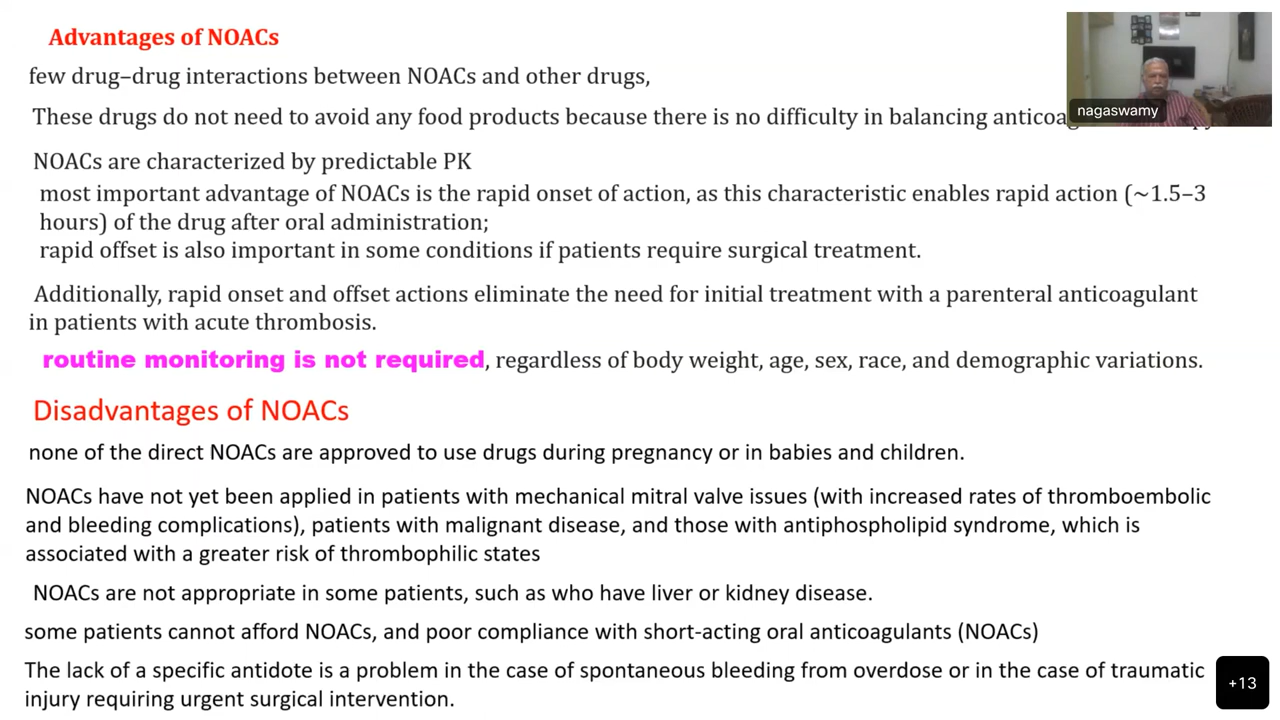 Advantages of NOACs
few drug–drug interactions between NOACs and other drugs,
nagaswamy
These drugs do not need to avoid any food products because there is no difficulty in balancing
NOACs are characterized by predictable PK
most important advantage of NOACs is the rapid onset of action, as this characteristic enables rapid action (~1.5–3
hours) of the drug after oral administration;
rapid offset is also important in some conditions if patients require surgical treatment.
Additionally, rapid onset and offset actions eliminate the need for initial treatment with a parenteral anticoagulant
in patients with acute thrombosis.
routine monitoring is not required, regardless of body weight, age, sex, race, and demographic variations.
Disadvantages of NOACs
none of the direct NOACs are approved to use drugs during pregnancy or in babies and children.
NOACs have not yet been applied in patients with mechanical mitral valve issues (with increased rates of thromboembolic
and bleeding complications), patients with malignant disease, and those with antiphospholipid syndrome, which is
associated with a greater risk of thrombophilic states
NOACs are not appropriate in some patients, such as who have liver or kidney disease.
some patients cannot afford NOACs, and poor compliance with short-acting oral anticoagulants (NOACs)
The lack of a specific antidote is a problem in the case of spontaneous bleeding from overdose or in the case of traumatic
injury requiring urgent surgical intervention.
+13